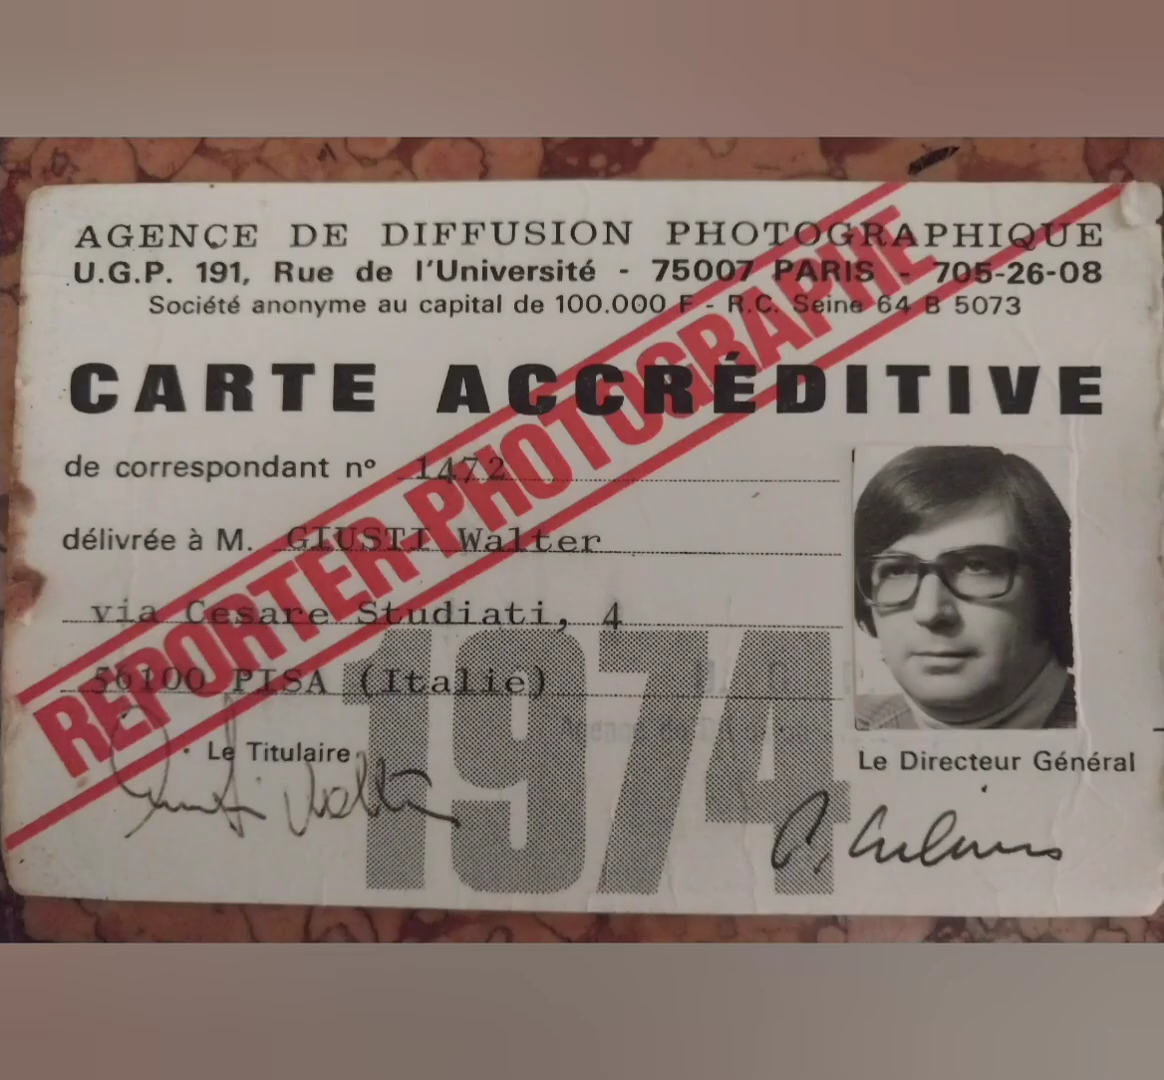 AGENCE DE DIFFUSION PHOTOGRAPHIQUE
U.G.P. 191, Rue de l'Université - 75007 PARIS - 705-26-08
Société anonyme au capital de 100.000 F - R.C. Seine 64 B 5073
CARTE ACCRÉDITIVE
REPORTER-PHOTOGRAPHE
de correspondant nº 1472
délivrée à M. GIUSTI Walter
via Cesare Studiati, 4
56100 PISA (Italie)
1974
Le Titulaire
Giusti Walter
Le Directeur Général